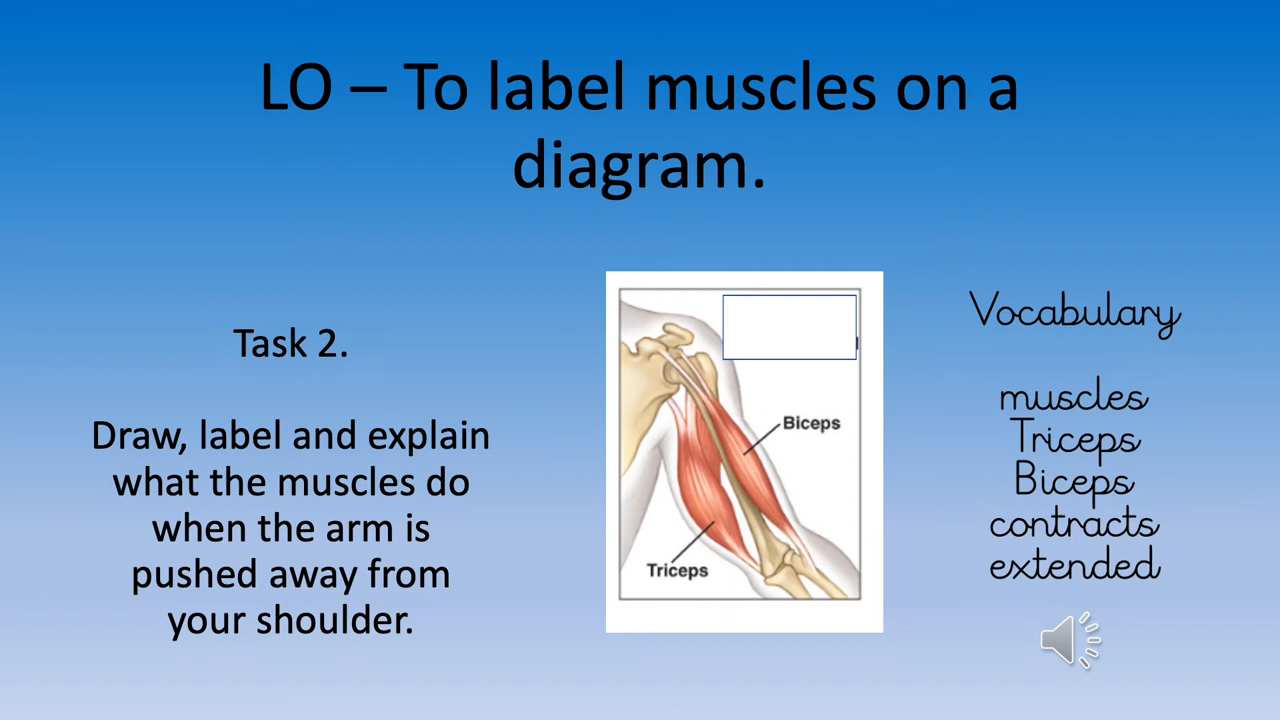 LO – To label muscles on a
diagram.
Task 2.
Draw, label and explain
what the muscles do
when the arm is
pushed away from
your shoulder.
Biceps
Triceps
Vocabulary
muscles
Triceps
Biceps
contracts
extended